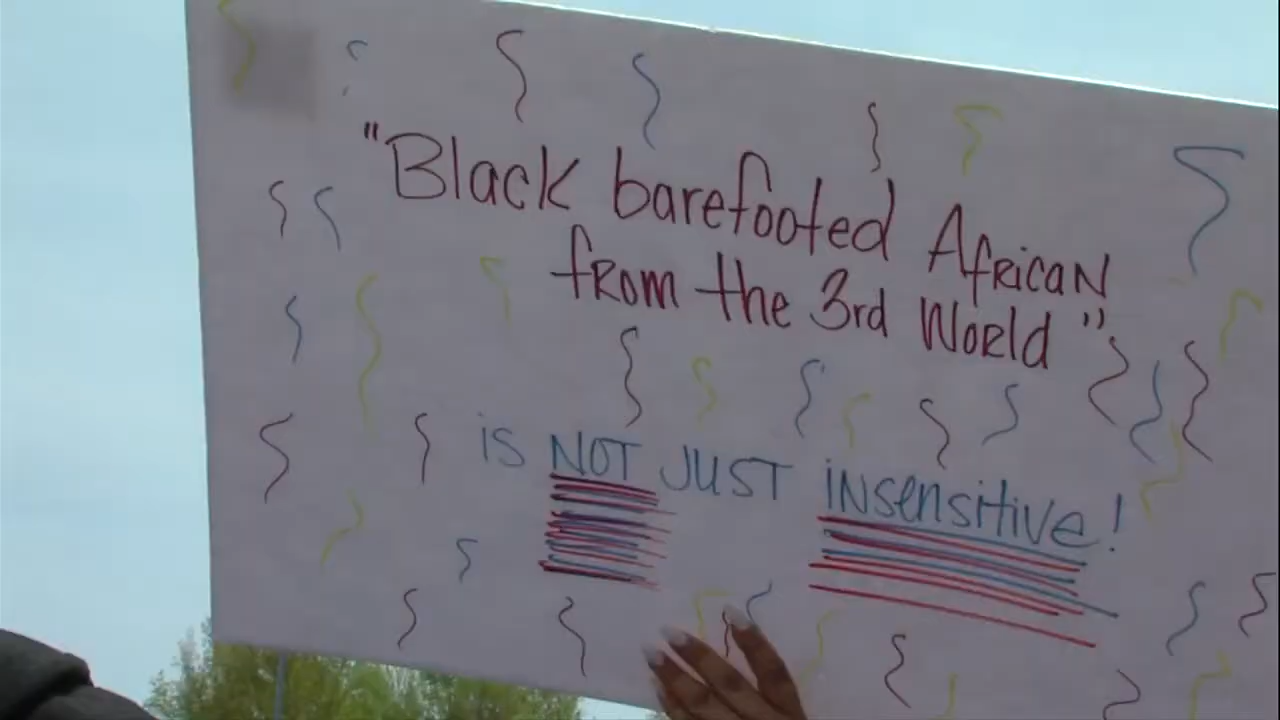 "Black barefooted African
from the 3rd World"
is NOT JUST insensitive!